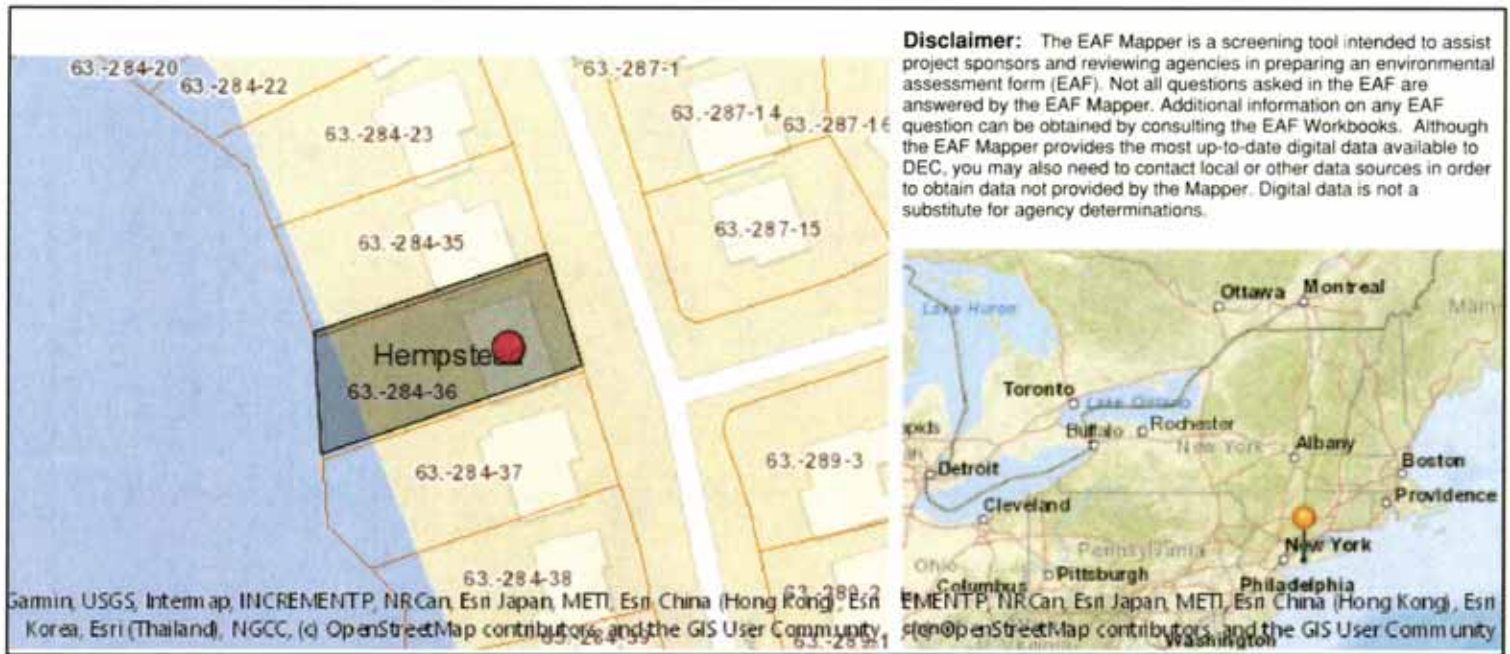 Disclaimer: The EAF Mapper is a screening tool intended to assist
project sponsors and reviewing agencies in preparing an environmental
assessment form (EAF). Not all questions asked in the EAF are
answered by the EAF Mapper. Additional information on any EAF
question can be obtained by consulting the EAF Workbooks. Although
the EAF Mapper provides the most up-to-date digital data available to
DEC, you may also need to contact local or other data sources in order
to obtain data not provided by the Mapper. Digital data is not a
substitute for agency determinations.
63.-284-20
63.-284-22
63.-287-1
63.-284-23
63.-287-14
63.-287-16
63.-284-35
63.-287-15
Hempstead
63.-284-36
63.-284-37
63.-289-3
63.-284-38
Garmin, USGS, Intermap, INCREMENT P, NRCan, Esri Japan, METI, Esri China (Hong Kong), Esri
Korea, Esri (Thailand), NGCC, (c) OpenStreetMap contributors, and the GIS User Community
Ottawa
Montreal
Lake Huron
Toronto
Lake Ontario
Rochester
Buffalo
New York
Albany
Detroit
Boston
Providence
Cleveland
Pennsylvania
New York
Ohio
Columbus
Pittsburgh
Philadelphia
EMENT P, NRCan, Esri Japan, METI, Esri China (Hong Kong), Esri
OpenStreetMap contributors, and the GIS User Community
Washington